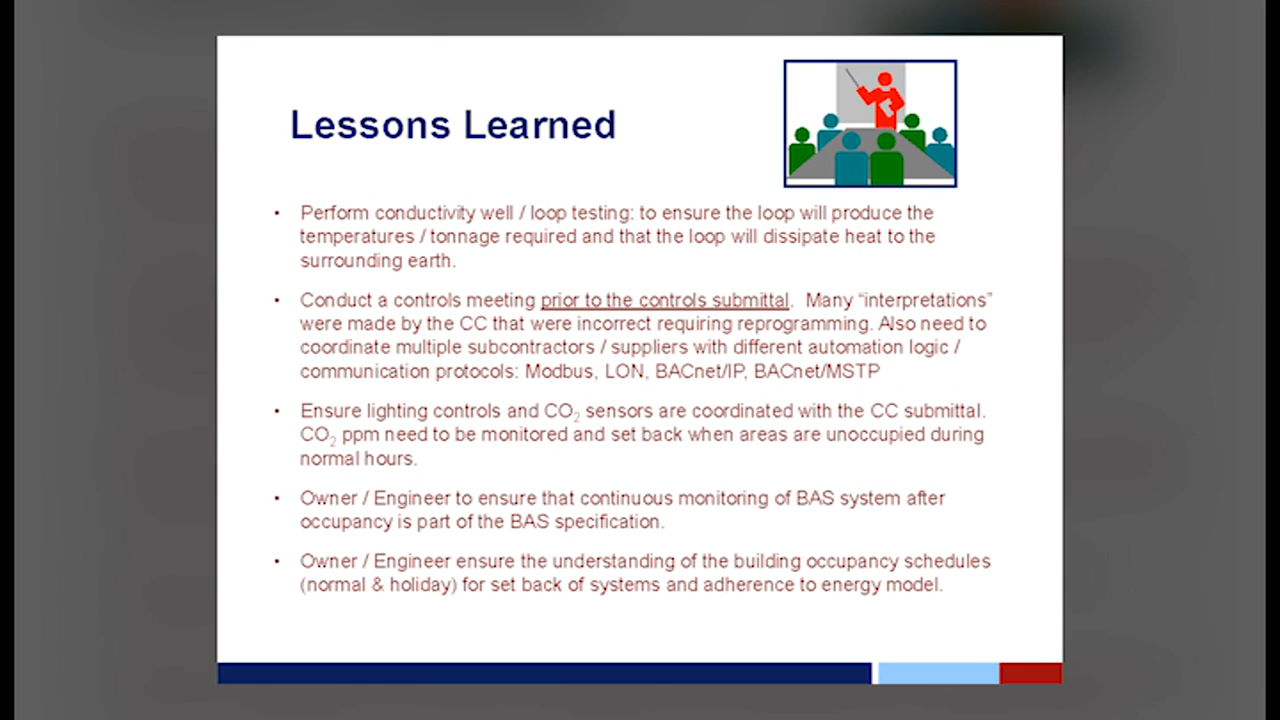 Lessons Learned
• Perform conductivity well / loop testing: to ensure the loop will produce the
temperatures / tonnage required and that the loop will dissipate heat to the
surrounding earth.
• Conduct a controls meeting prior to the controls submittal.  Many “interpretations”
were made by the CC that were incorrect requiring reprogramming. Also need to
coordinate multiple subcontractors / suppliers with different automation logic /
communication protocols: Modbus, LON, BACnet/IP, BACnet/MSTP
• Ensure lighting controls and CO₂ sensors are coordinated with the CC submittal.
CO₂ ppm need to be monitored and set back when areas are unoccupied during
normal hours.
• Owner / Engineer to ensure that continuous monitoring of BAS system after
occupancy is part of the BAS specification.
• Owner / Engineer ensure the understanding of the building occupancy schedules
(normal & holiday) for set back of systems and adherence to energy model.